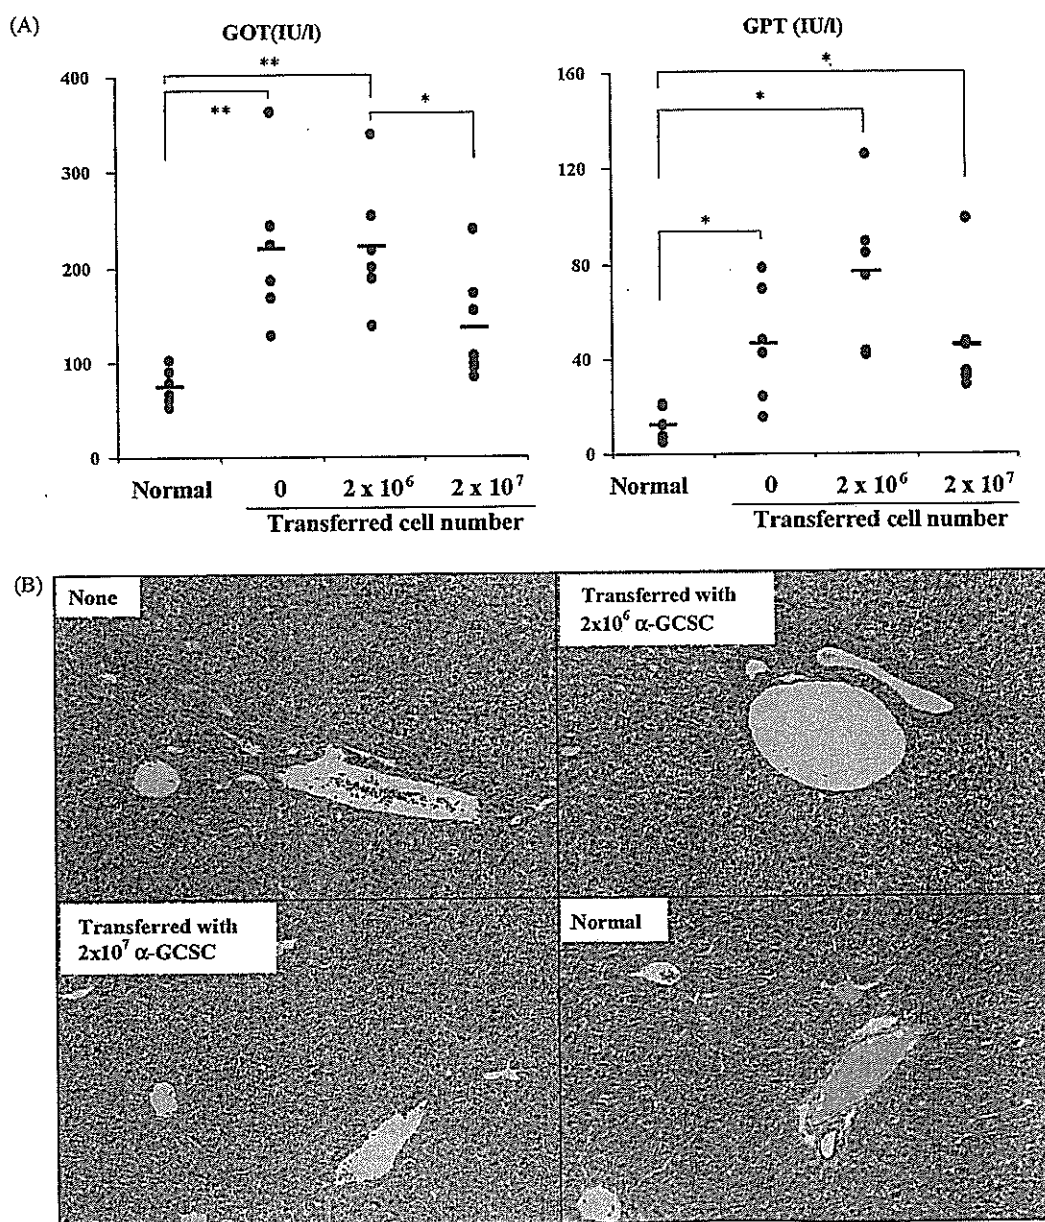 (A)
GOT(IU/l)
400
300
200
100
0
**
**
*
Normal
0
2 x 10⁶
2 x 10⁷
Transferred cell number
GPT (IU/l)
160
120
80
40
0
*
*
*
Normal
0
2 x 10⁶
2 x 10⁷
Transferred cell number
(B)
None
Transferred with
2x10⁶ α-GCSC
Transferred with
2x10⁷ α-GCSC
Normal